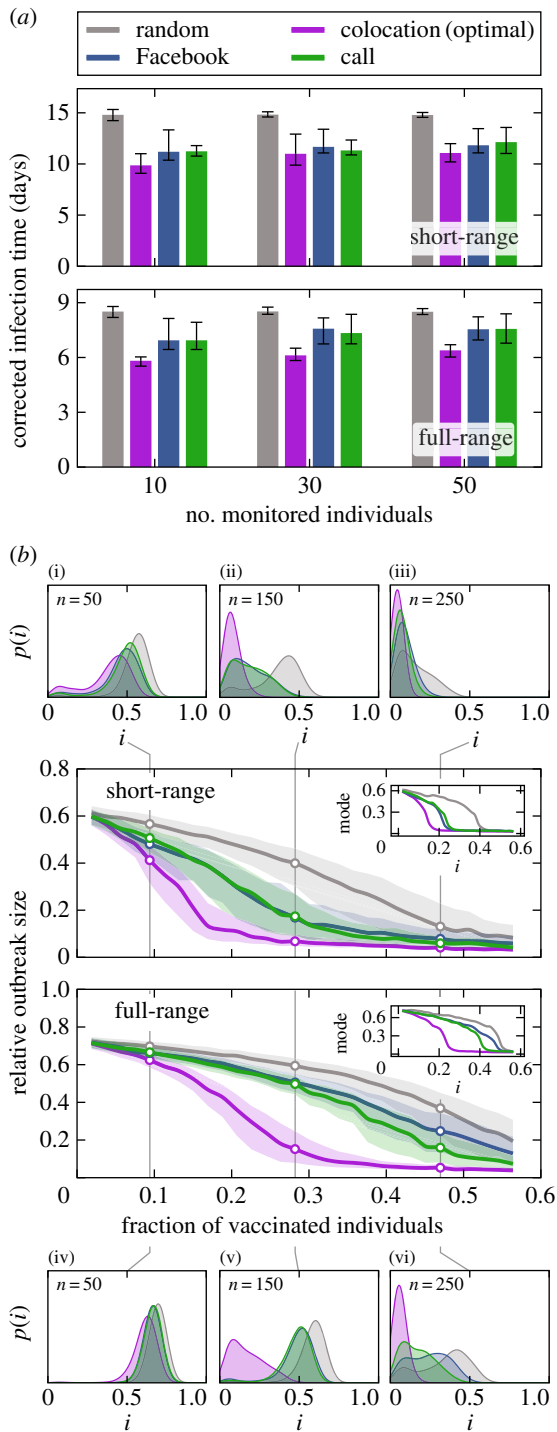 (a)
random
colocation (optimal)
Facebook
call
corrected infection time (days)
15
10
5
0
short-range
9
6
3
0
full-range
10
30
50
no. monitored individuals
(b)
(i)
(ii)
(iii)
n = 50
n = 150
n = 250
p(i)
0 0.5 1.0
0 0.5 1.0
0 0.5 1.0
i
i
i
relative outbreak size
0.8
0.6
0.4
0.2
0
short-range
mode
0.6
0.3
0 0.2 0.4 0.6
i
1.0
0.8
0.6
0.4
0.2
full-range
mode
0.6
0.3
0 0.2 0.4 0.6
i
0 0.1 0.2 0.3 0.4 0.5 0.6
fraction of vaccinated individuals
(iv)
(v)
(vi)
n = 50
n = 150
n = 250
p(i)
0 0.5 1.0
0 0.5 1.0
0 0.5 1.0
i
i
i